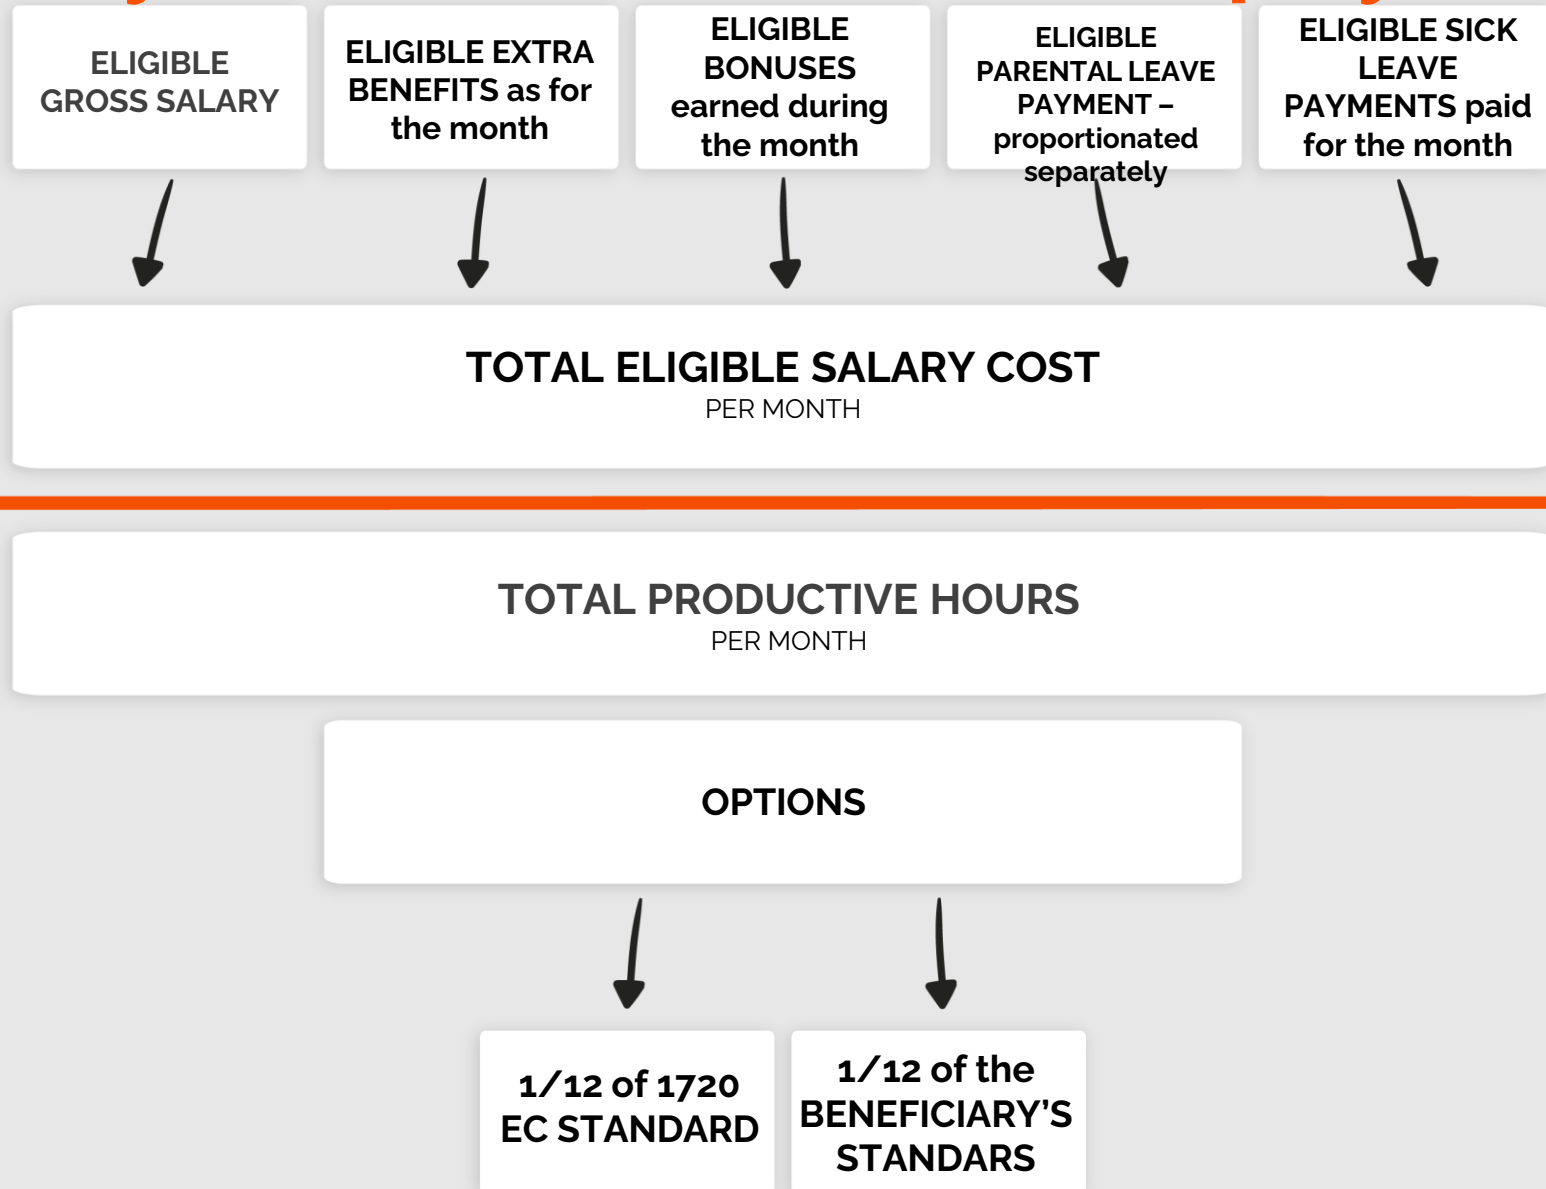 ELIGIBLE
GROSS SALARY
ELIGIBLE EXTRA
BENEFITS as for
the month
ELIGIBLE
BONUSES
earned during
the month
ELIGIBLE
PARENTAL LEAVE
PAYMENT –
proportionated
separately
ELIGIBLE SICK
LEAVE
PAYMENTS paid
for the month
TOTAL ELIGIBLE SALARY COST
PER MONTH
TOTAL PRODUCTIVE HOURS
PER MONTH
OPTIONS
1/12 of 1720
EC STANDARD
1/12 of the
BENEFICIARY’S
STANDARS